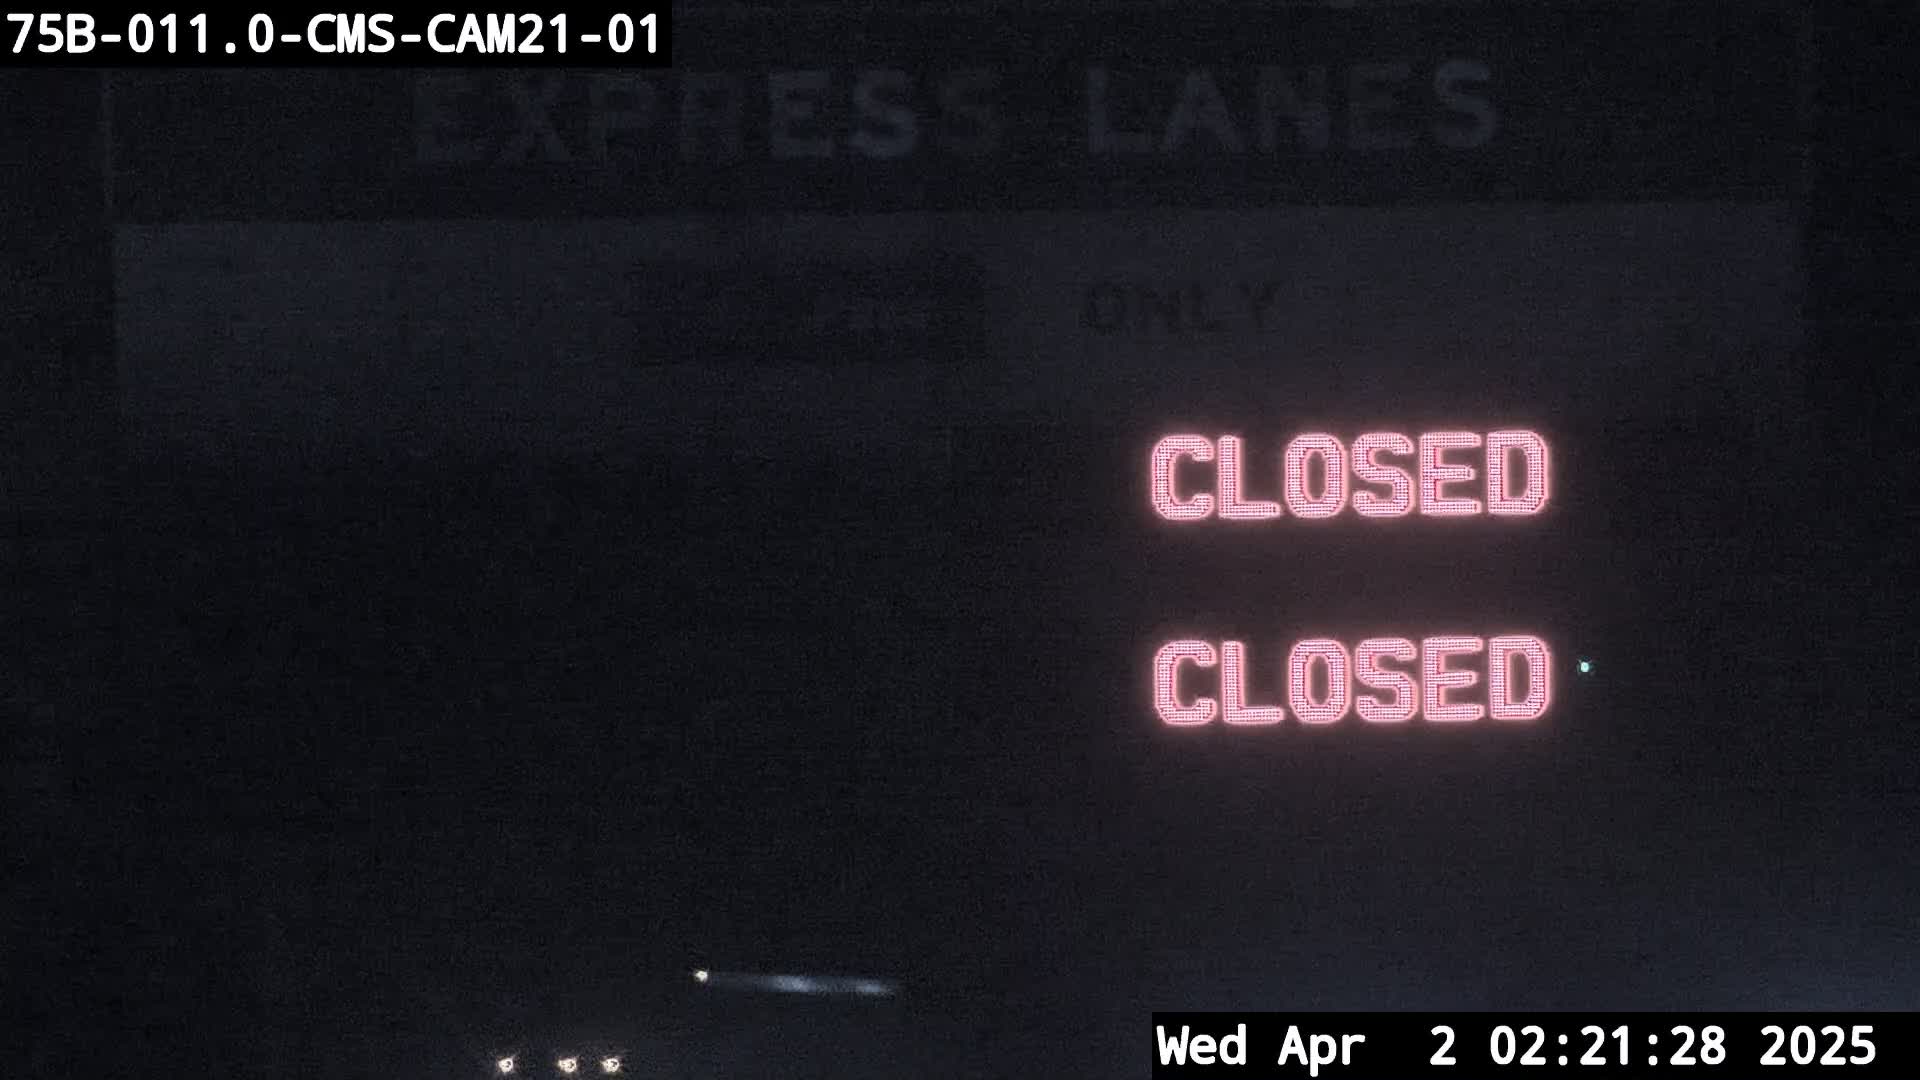 75B-011.0-CMS-CAM21-01
EXPRESS LANES
ONLY
CLOSED
CLOSED
Wed Apr 2 02:21:28 2025